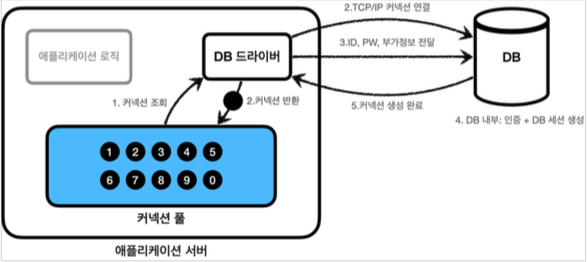 2.TCP/IP 커넥션 연결
애플리케이션 로직
DB 드라이버
3.ID, PW, 부가정보 전달
DB
1. 커넥션 조회
2.커넥션 반환
5.커넥션 생성 완료
4. DB 내부: 인증 + DB 세션 생성
1 2 3 4 5
6 7 8 9 0
커넥션 풀
애플리케이션 서버